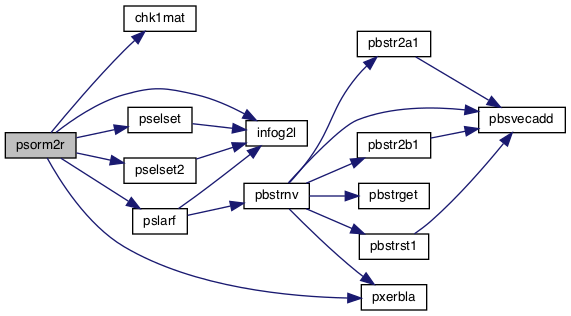 psorm2r
chk1mat
pselset
pselset2
pslarf
infog2l
pbstrnv
pbstr2a1
pbstr2b1
pbstrget
pbstrst1
pxerbla
pbsvecadd